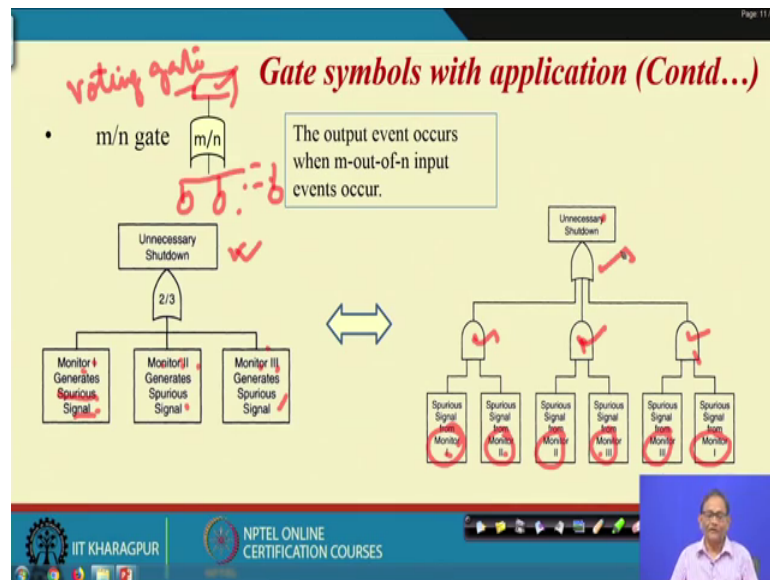 Page: 11 /
voting gate
Gate symbols with application (Contd…)
• m/n gate
m/n
The output event occurs
when m-out-of-n input
events occur.
Unnecessary
Shutdown
2/3
Monitor I
Generates
Spurious
Signal
Monitor II
Generates
Spurious
Signal
Monitor III
Generates
Spurious
Signal
Unnecessary
Shutdown
Spurious
Signal
from
Monitor
I
Spurious
Signal
from
Monitor
II
Spurious
Signal
from
Monitor
II
Spurious
Signal
from
Monitor
III
Spurious
Signal
from
Monitor
III
Spurious
Signal
from
Monitor
I
IIT KHARAGPUR
NPTEL ONLINE
CERTIFICATION COURSES